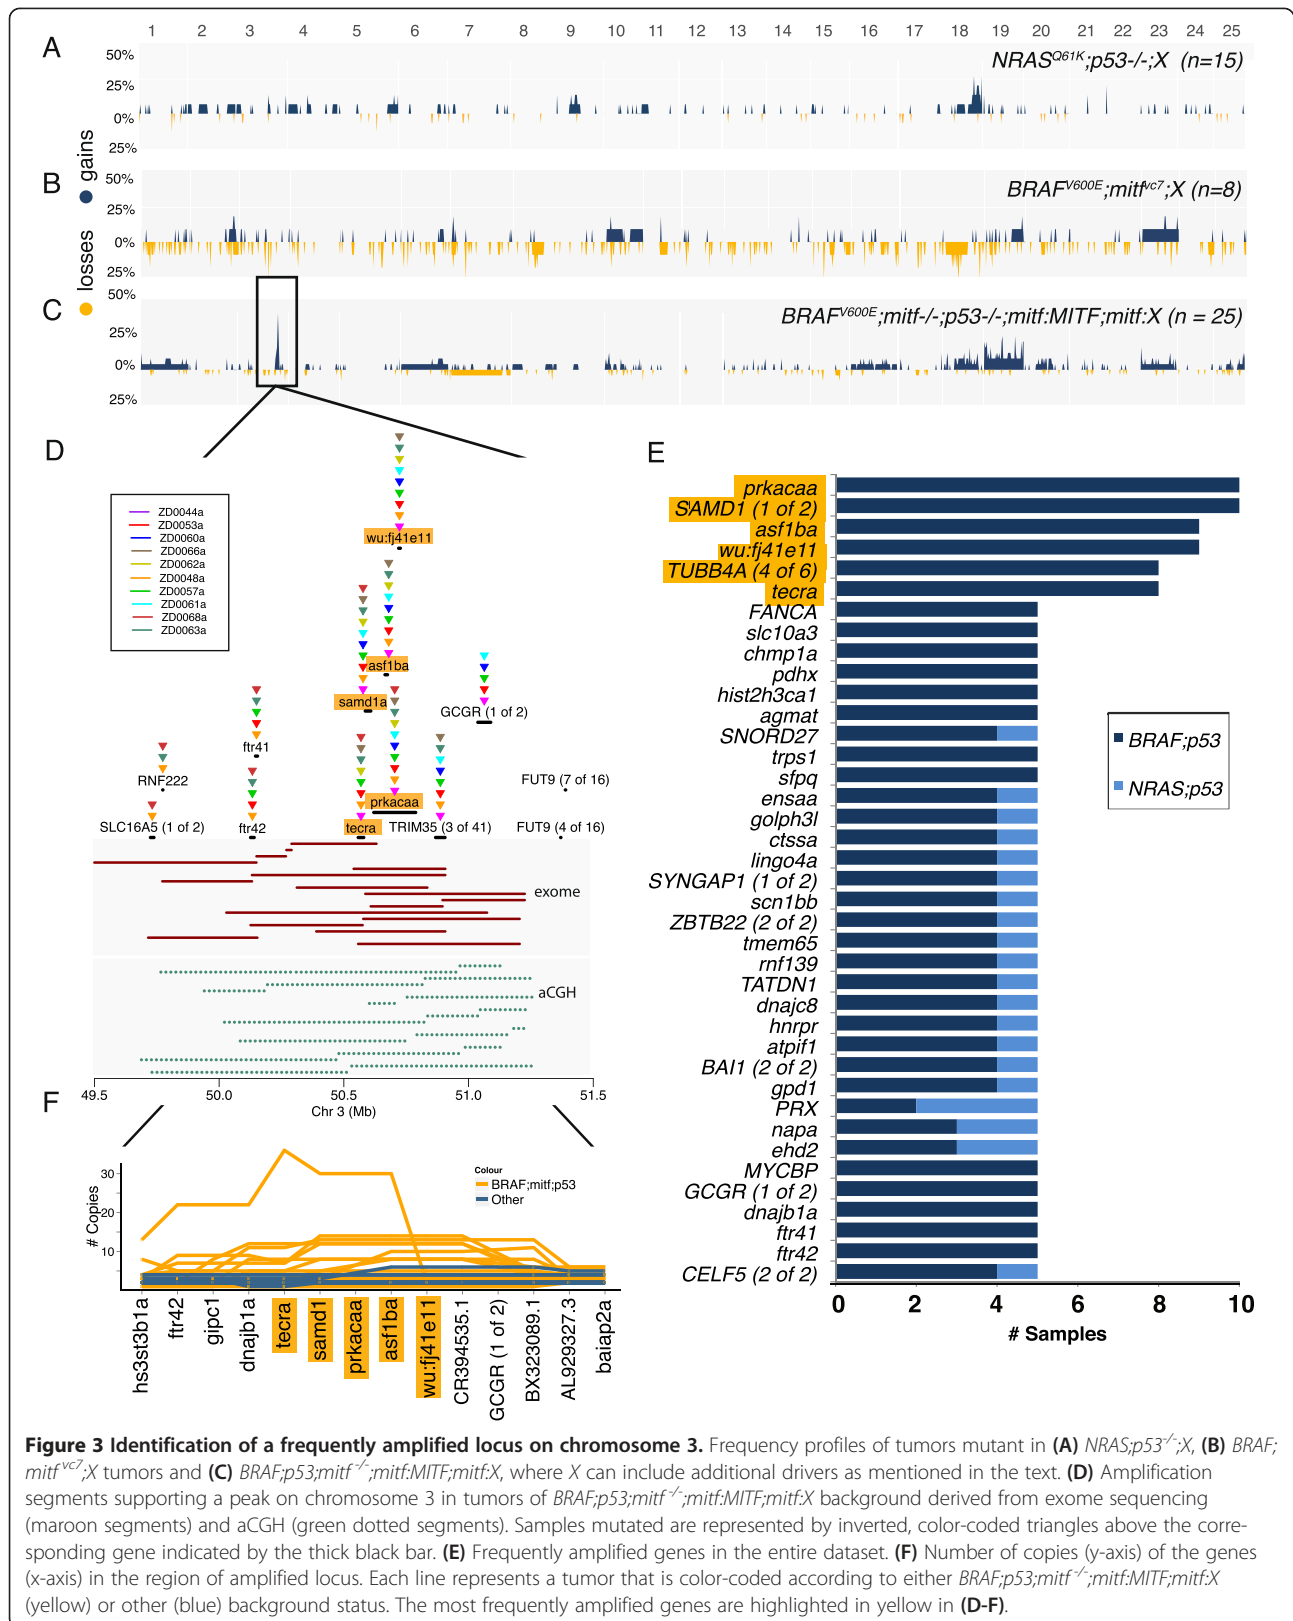 1 2 3 4 5 6 7 8 9 10 11 12 13 14 15 16 17 18 19 20 21 22 23 24 25
A
50%
25%
0%
25%
NRASQ61K;p53-/-;X (n=15)
gains
losses
B
50%
25%
0%
25%
BRAFV600E;mitfvc7;X (n=8)
C
50%
25%
0%
25%
BRAFV600E;mitf-/-;p53-/-;mitf:MITF;mitf:X (n = 25)
D
ZD0044a
ZD0053a
ZD0060a
ZD0066a
ZD0062a
ZD0048a
ZD0057a
ZD0061a
ZD0068a
ZD0063a
wu:fj41e11
asf1ba
samd1a
GCGR (1 of 2)
ftr41
RNF222
FUT9 (7 of 16)
prkacaa
SLC16A5 (1 of 2)
ftr42
tecra
TRIM35 (3 of 41)
FUT9 (4 of 16)
exome
aCGH
49.5 50.0 50.5 51.0 51.5
Chr 3 (Mb)
E
prkacaa
SAMD1 (1 of 2)
asf1ba
wu:fj41e11
TUBB4A (4 of 6)
tecra
FANCA
slc10a3
chmp1a
pdhx
hist2h3ca1
agmat
SNORD27
trps1
sfpq
ensaa
golph3l
ctssa
lingo4a
SYNGAP1 (1 of 2)
scn1bb
ZBTB22 (2 of 2)
tmem65
rnf139
TATDN1
dnajc8
hnrpr
atpif1
BAI1 (2 of 2)
gpd1
PRX
napa
ehd2
MYCBP
GCGR (1 of 2)
dnajb1a
ftr41
ftr42
CELF5 (2 of 2)
BRAF;p53
NRAS;p53
0 2 4 6 8 10
# Samples
F
# Copies
30
20
10
Colour
BRAF;mitf;p53
Other
hs3st3b1a
ftr42
gipc1
dnajb1a
tecra
samd1
prkacaa
asf1ba
wu:fj41e11
CR394535.1
GCGR (1 of 2)
BX323089.1
AL929327.3
baiap2a
Figure 3 Identification of a frequently amplified locus on chromosome 3. Frequency profiles of tumors mutant in (A) NRAS;p53-/-;X, (B) BRAF;
mitf vc7;X tumors and (C) BRAF;p53;mitf -/-;mitf:MITF;mitf:X, where X can include additional drivers as mentioned in the text. (D) Amplification
segments supporting a peak on chromosome 3 in tumors of BRAF;p53;mitf -/-;mitf:MITF;mitf:X background derived from exome sequencing
(maroon segments) and aCGH (green dotted segments). Samples mutated are represented by inverted, color-coded triangles above the corre-
sponding gene indicated by the thick black bar. (E) Frequently amplified genes in the entire dataset. (F) Number of copies (y-axis) of the genes
(x-axis) in the region of amplified locus. Each line represents a tumor that is color-coded according to either BRAF;p53;mitf -/-;mitf:MITF;mitf:X
(yellow) or other (blue) background status. The most frequently amplified genes are highlighted in yellow in (D-F).